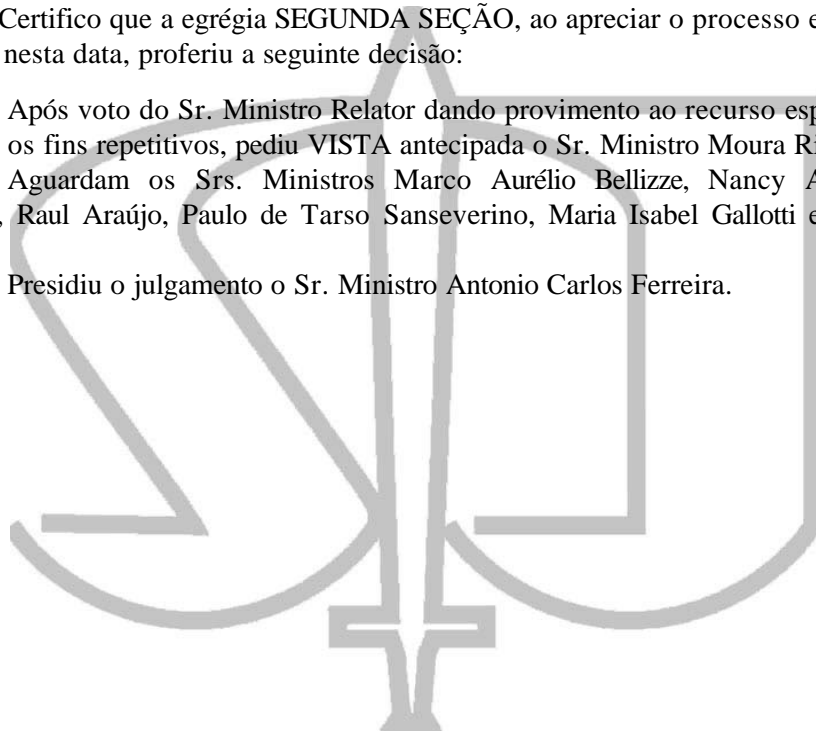 Certifico que a egrégia SEGUNDA SEÇÃO, ao apreciar o processo e
nesta data, proferiu a seguinte decisão:
Após voto do Sr. Ministro Relator dando provimento ao recurso esp
os fins repetitivos, pediu VISTA antecipada o Sr. Ministro Moura Ri
Aguardam os Srs. Ministros Marco Aurélio Bellizze, Nancy A
, Raul Araújo, Paulo de Tarso Sanseverino, Maria Isabel Gallotti e
Presidiu o julgamento o Sr. Ministro Antonio Carlos Ferreira.